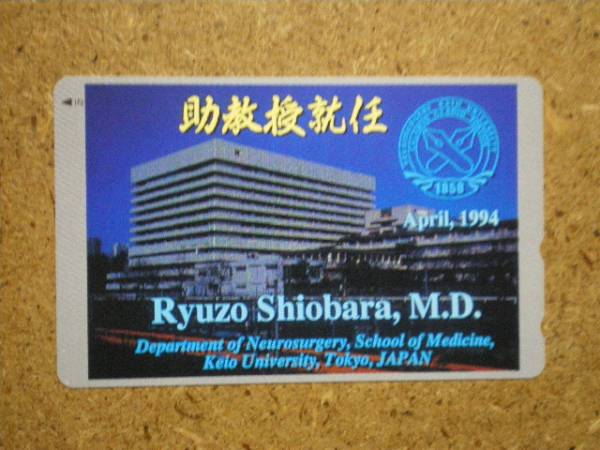 助教授就任
1858
April, 1994
Ryuzo Shiobara, M.D.
Department of Neurosurgery, School of Medicine,
Keio University, Tokyo, JAPAN